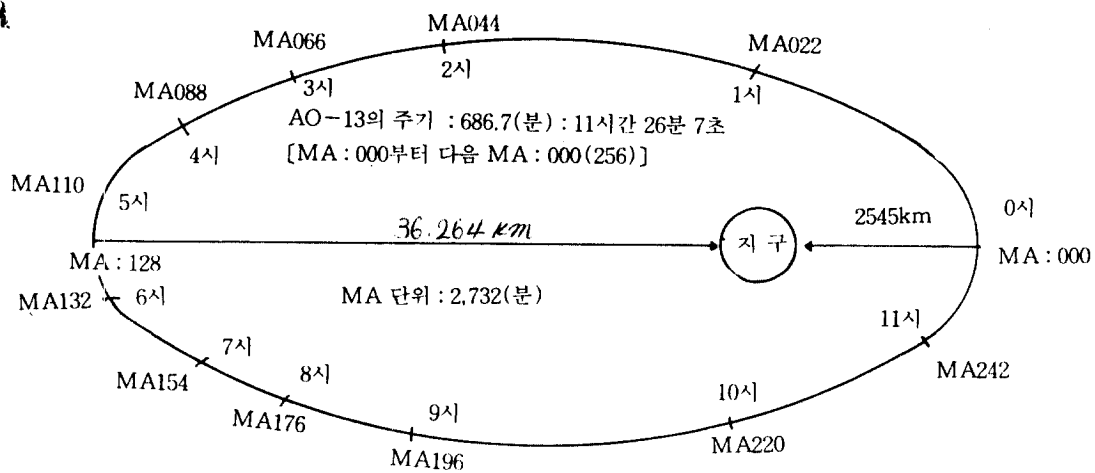 MA044
MA066
MA022
2시
3시
1시
MA088
AO-13의 주기 : 686.7(분) : 11시간 26분 7초
4시
[MA : 000부터 다음 MA : 000(256)]
MA110
5시
36.264 km
지 구
2545km
0시
MA : 128
MA : 000
MA132
6시
MA 단위 : 2,732(분)
11시
7시
MA242
MA154
8시
10시
MA176
9시
MA220
MA196